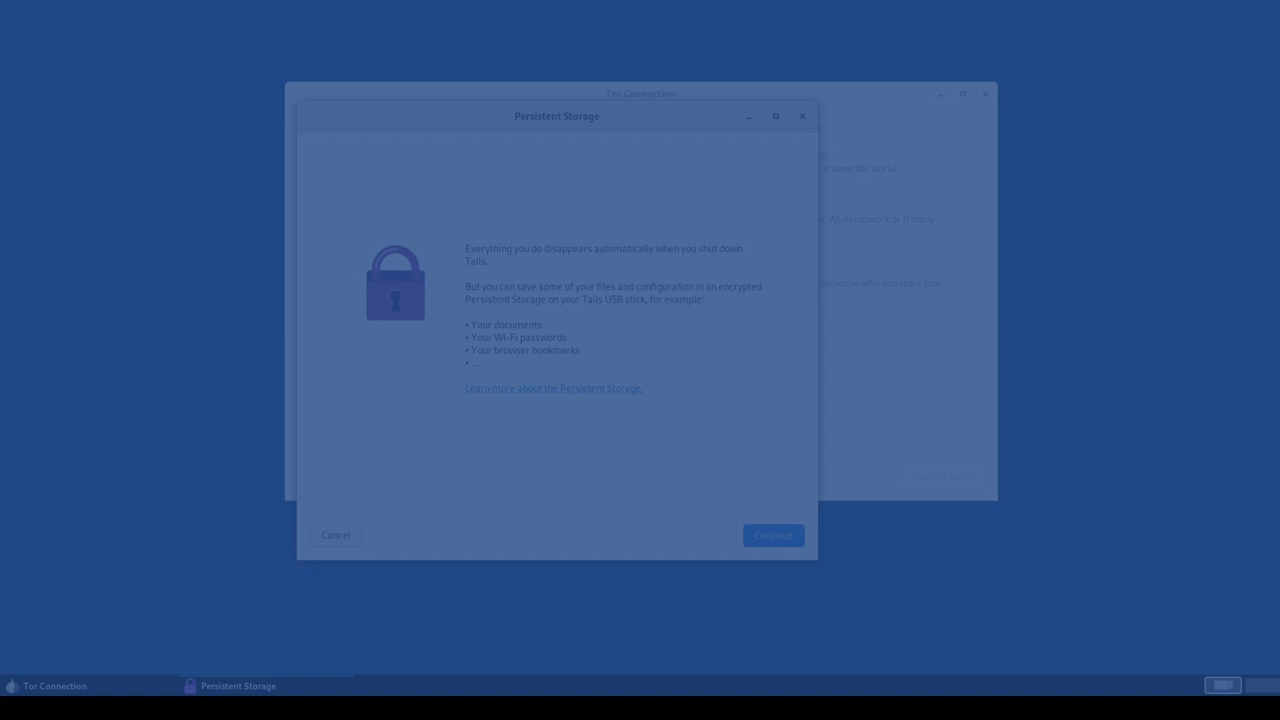 Tor Connection
Persistent Storage
around the world.
Wi-Fi network or if many
someone who monitors your
Everything you do disappears automatically when you shut down
Tails.
But you can save some of your files and configuration in an encrypted
Persistent Storage on your Tails USB stick, for example:
• Your documents
• Your Wi-Fi passwords
• Your browser bookmarks
• ...
Learn more about the Persistent Storage.
Cancel
Continue
Tor Connection
Persistent Storage